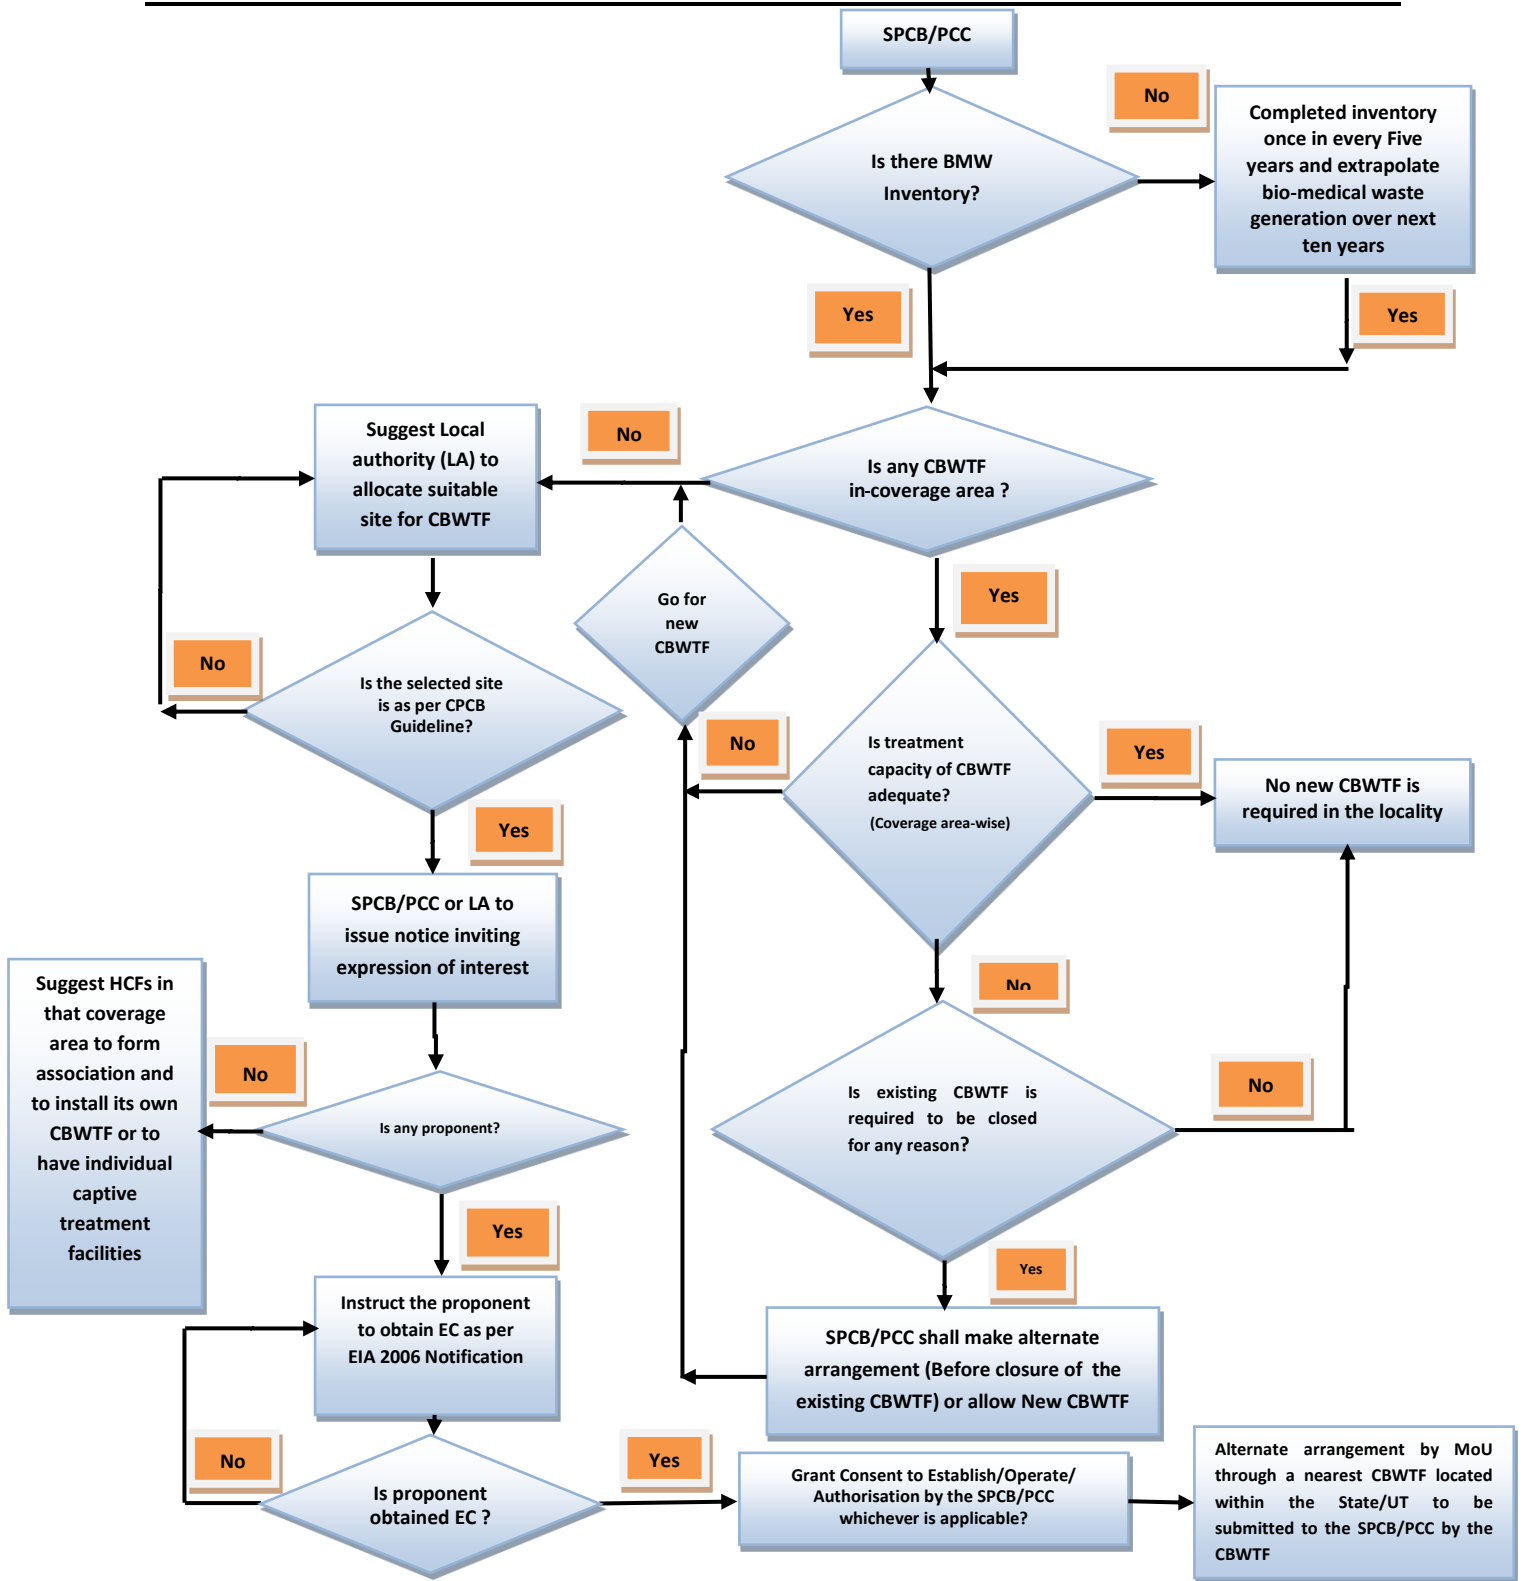 SPCB/PCC
Is there BMW
Inventory?
No
Completed inventory
once in every Five
years and extrapolate
bio-medical waste
generation over next
ten years
Yes
Yes
Is any CBWTF
in-coverage area ?
No
Suggest Local
authority (LA) to
allocate suitable
site for CBWTF
Go for
new
CBWTF
Yes
No
Is the selected site
is as per CPCB
Guideline?
Is treatment
capacity of CBWTF
adequate?
(Coverage area-wise)
No
Yes
No new CBWTF is
required in the locality
Yes
SPCB/PCC or LA to
issue notice inviting
expression of interest
No
Suggest HCFs in
that coverage
area to form
association and
to install its own
CBWTF or to
have individual
captive
treatment
facilities
No
Is any proponent?
Is existing CBWTF is
required to be closed
for any reason?
No
Yes
Yes
Instruct the proponent
to obtain EC as per
EIA 2006 Notification
SPCB/PCC shall make alternate
arrangement (Before closure of the
existing CBWTF) or allow New CBWTF
No
Is proponent
obtained EC ?
Yes
Grant Consent to Establish/Operate/
Authorisation by the SPCB/PCC
whichever is applicable?
Alternate arrangement by MoU
through a nearest CBWTF located
within the State/UT to be
submitted to the SPCB/PCC by the
CBWTF